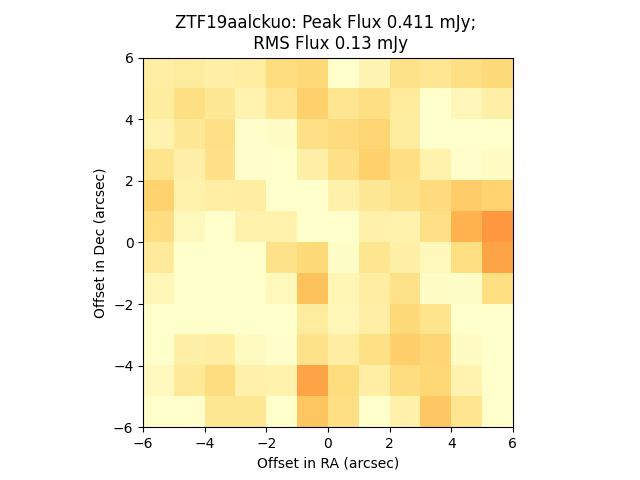 ZTF19aalckuo: Peak Flux 0.411 mJy;
RMS Flux 0.13 mJy
6
4
2
0
−2
−4
−6
Offset in Dec (arcsec)
−6 −4 −2 0 2 4 6
Offset in RA (arcsec)